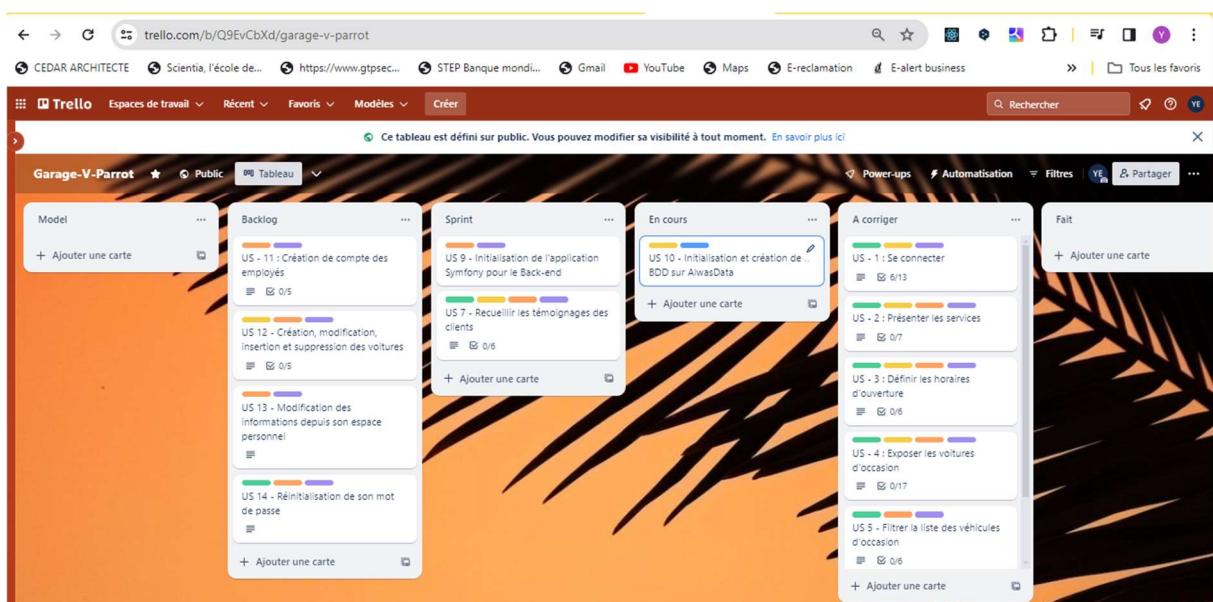 trello.com/b/Q9EvCbXd/garage-v-parrot
Y
CEDAR ARCHITECTE Scientia, l'école de... https://www.gtpsec... STEP Banque mondi... Gmail YouTube Maps E-reclamation E-alert business » Tous les favoris
Trello Espaces de travail Récent Favoris Modèles Créer Rechercher YE
Ce tableau est défini sur public. Vous pouvez modifier sa visibilité à tout moment. En savoir plus ici
Garage-V-Parrot Public Tableau Power-ups Automatisation Filtres YE Partager ...
Model ...
+ Ajouter une carte
Backlog ...
US - 11 : Création de compte des
employés
0/5
US 12 - Création, modification,
insertion et suppression des voitures
0/5
US 13 - Modification des
informations depuis son espace
personnel
US 14 - Réinitialisation de son mot
de passe
+ Ajouter une carte
Sprint ...
US 9 - Initialisation de l'application
Symfony pour le Back-end
US 7 - Recueillir les témoignages des
clients
0/6
+ Ajouter une carte
En cours ...
US 10 - Initialisation et création de ..
BDD sur AlwasData
+ Ajouter une carte
A corriger ...
US - 1 : Se connecter
6/13
US - 2 : Présenter les services
0/7
US - 3 : Définir les horaires
d'ouverture
0/6
US - 4 : Exposer les voitures
d'occasion
0/17
US 5 - Filtrer la liste des véhicules
d'occasion
0/6
+ Ajouter une carte
Fait
+ Ajouter une carte